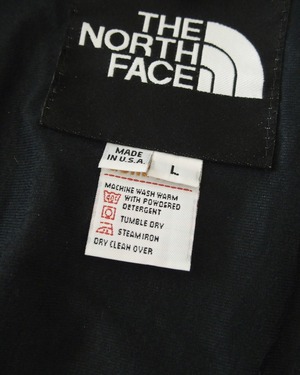 THE
NORTH
FACE
MADE
IN U.S.A.
L
MACHINE WASH WARM
WITH POWDERED
DETERGENT
TUMBLE DRY
STEAM IRON
DRY CLEAN OVER